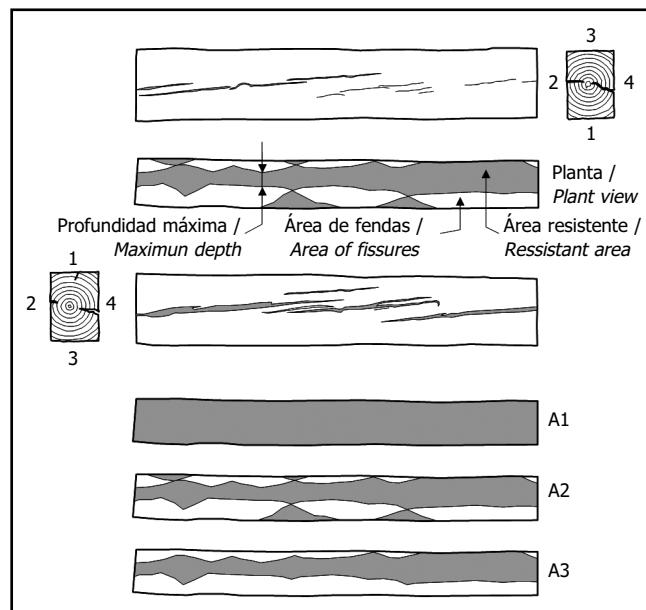 3
2
4
1
Planta /
Plant view
Profundidad máxima /
Maximun depth
Área de fendas /
Area of fissures
Área resistente /
Ressistant area
1
2
4
3
A1
A2
A3